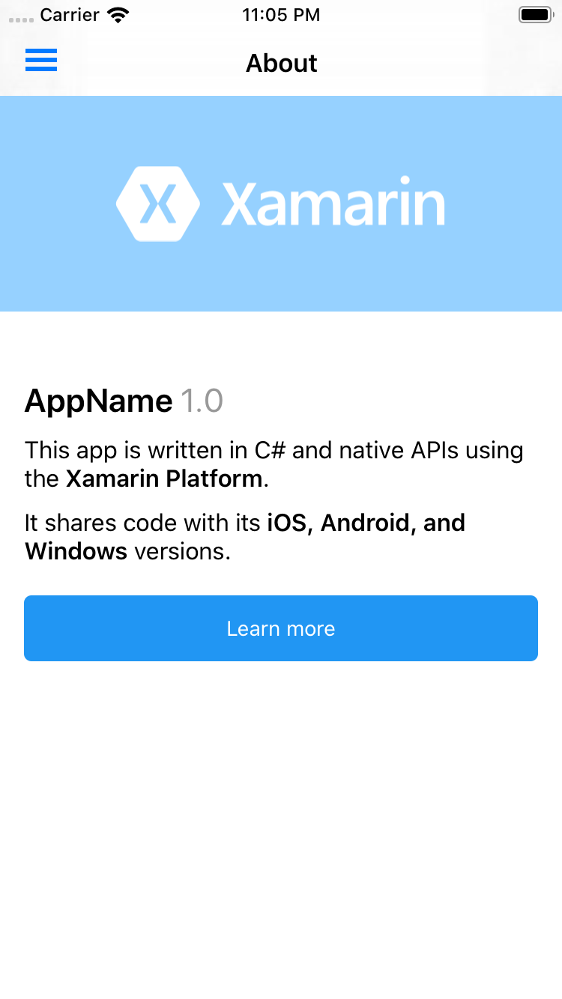 Carrier 11:05 PM
About
Xamarin
AppName 1.0
This app is written in C# and native APIs using
the Xamarin Platform.
It shares code with its iOS, Android, and
Windows versions.
Learn more